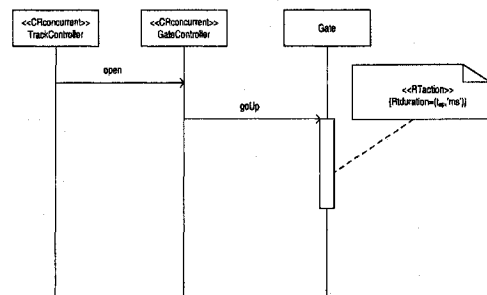 <<CRconcurrent>>
TrackController
<<CRconcurrent>>
GateController
Gate
open
<<RTaction>>
goUp